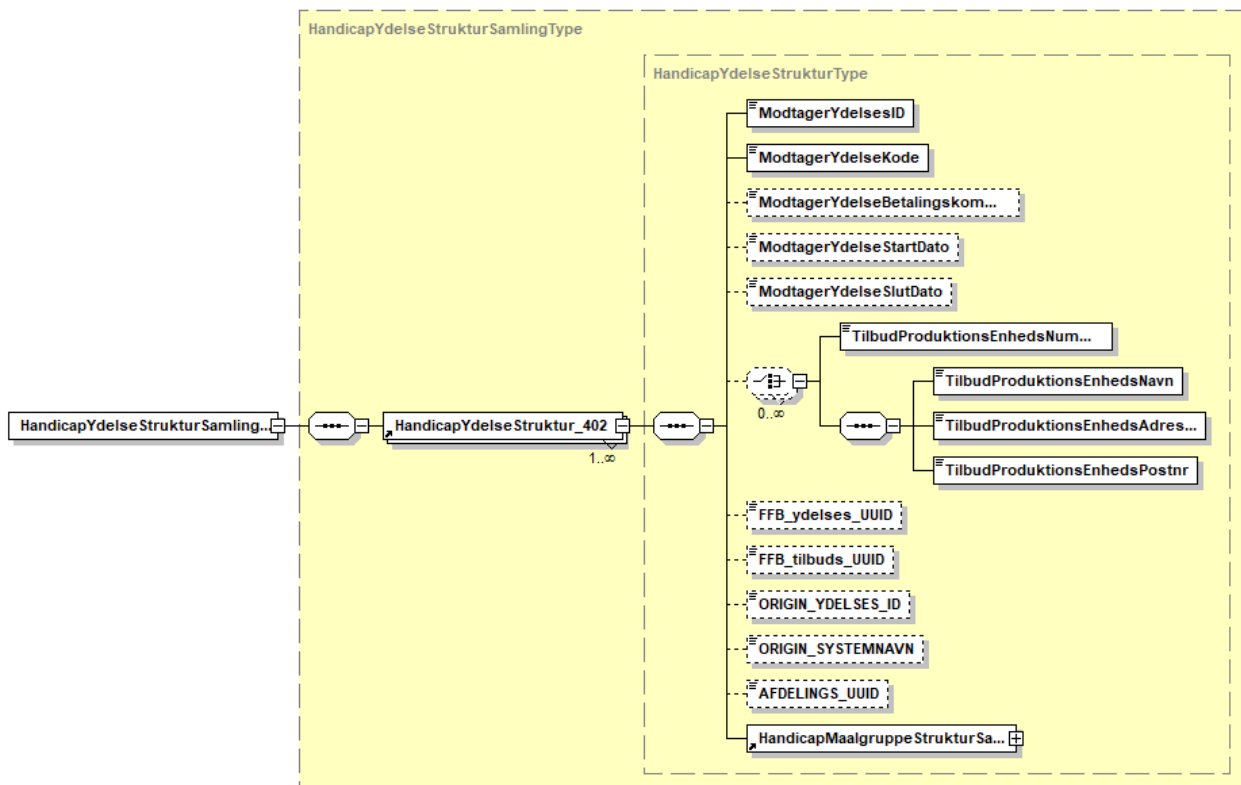 HandicapYdelseStrukturSamlingType
HandicapYdelseStrukturType
ModtagerYdelsesID
ModtagerYdelseKode
ModtagerYdelseBetalingskom...
ModtagerYdelseStartDato
ModtagerYdelseSlutDato
TilbudProduktionsEnhedsNum...
0..∞
TilbudProduktionsEnhedsNavn
HandicapYdelseStrukturSamling...
HandicapYdelseStruktur_402
1..∞
TilbudProduktionsEnhedsAdres...
TilbudProduktionsEnhedsPostnr
FFB_ydelses_UUID
FFB_tilbuds_UUID
ORIGIN_YDELSES_ID
ORIGIN_SYSTEMNAVN
AFDELINGS_UUID
HandicapMaalgruppeStrukturSa...